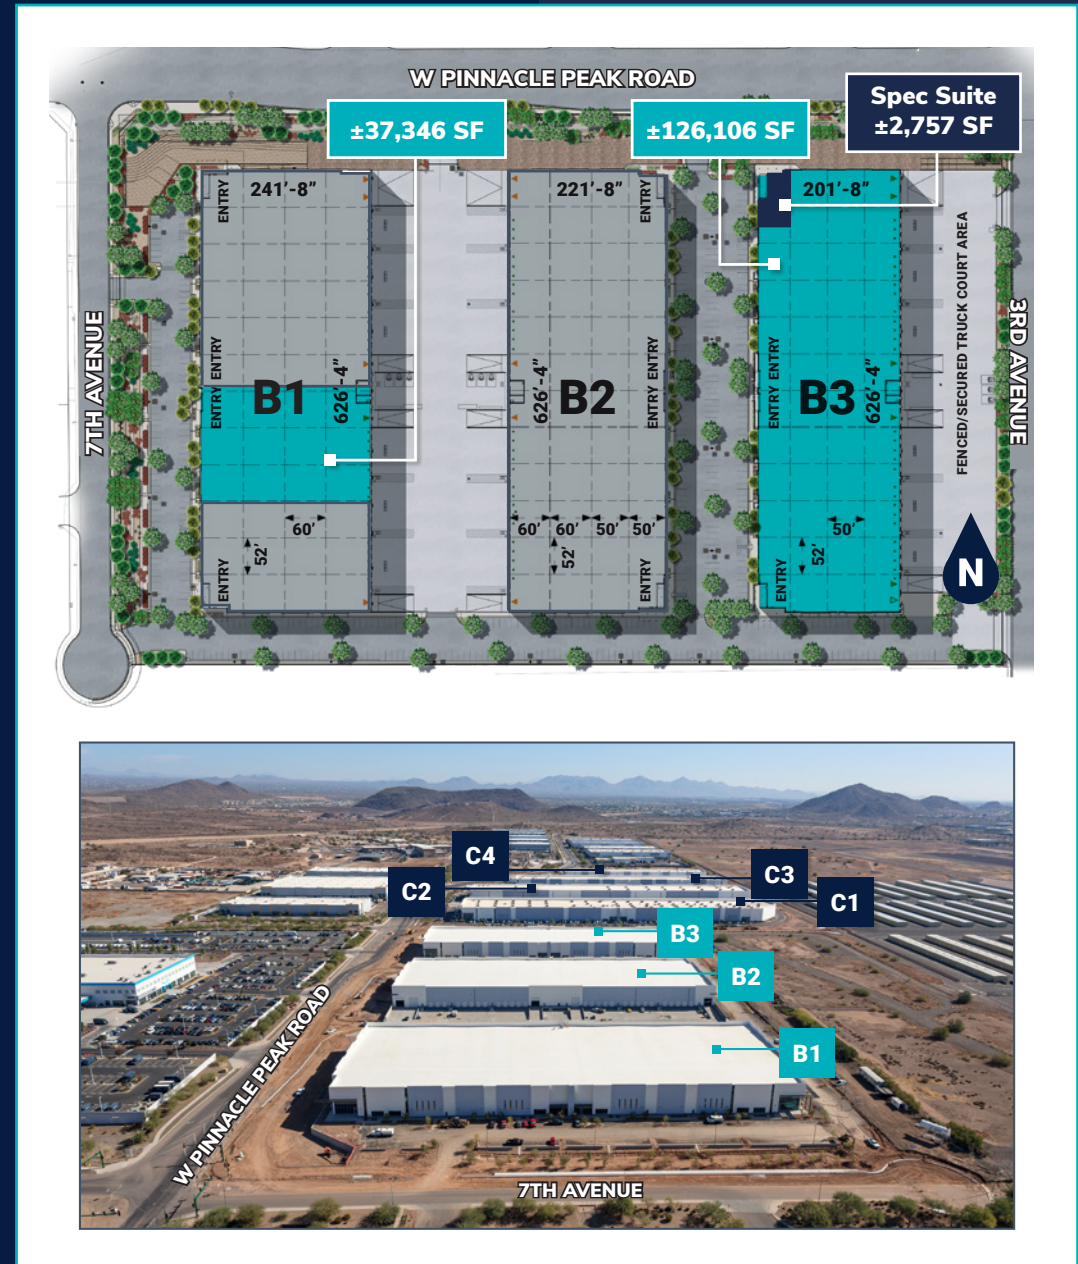 W PINNACLE PEAK ROAD
±37,346 SF
±126,106 SF
Spec Suite
±2,757 SF
ENTRY
241'-8"
221'-8"
ENTRY
201'-8"
7TH AVENUE
ENTRY ENTRY
B1
626'-4"
626'-4"
B2
ENTRY ENTRY
ENTRY ENTRY
B3
626'-4"
FENCED/SECURED TRUCK COURT AREA
3RD AVENUE
60'
52'
ENTRY
60' 60' 50' 50'
52'
ENTRY
50'
52'
ENTRY
N
C4
C3
C2
C1
B3
B2
B1
W PINNACLE PEAK ROAD
7TH AVENUE